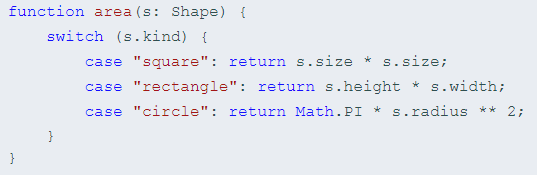 function area(s: Shape) {
    switch (s.kind) {
        case "square": return s.size * s.size;
        case "rectangle": return s.height * s.width;
        case "circle": return Math.PI * s.radius ** 2;
    }
}